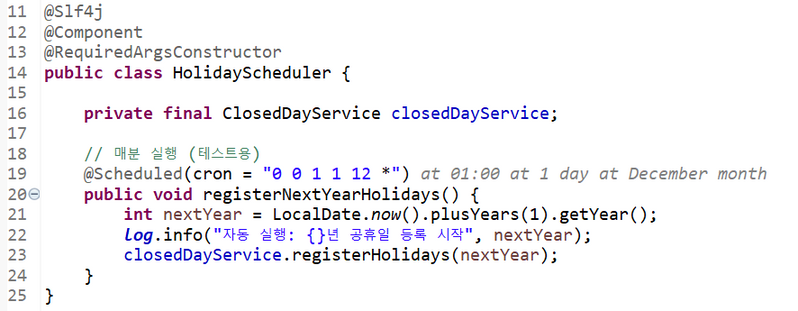 11 @Slf4j
12 @Component
13 @RequiredArgsConstructor
14 public class HolidayScheduler {
15
16     private final ClosedDayService closedDayService;
17
18     // 매분 실행 (테스트용)
19     @Scheduled(cron = "0 0 1 1 12 *") at 01:00 at 1 day at December month
20     public void registerNextYearHolidays() {
21         int nextYear = LocalDate.now().plusYears(1).getYear();
22         log.info("자동 실행: {}년 공휴일 등록 시작", nextYear);
23         closedDayService.registerHolidays(nextYear);
24     }
25 }